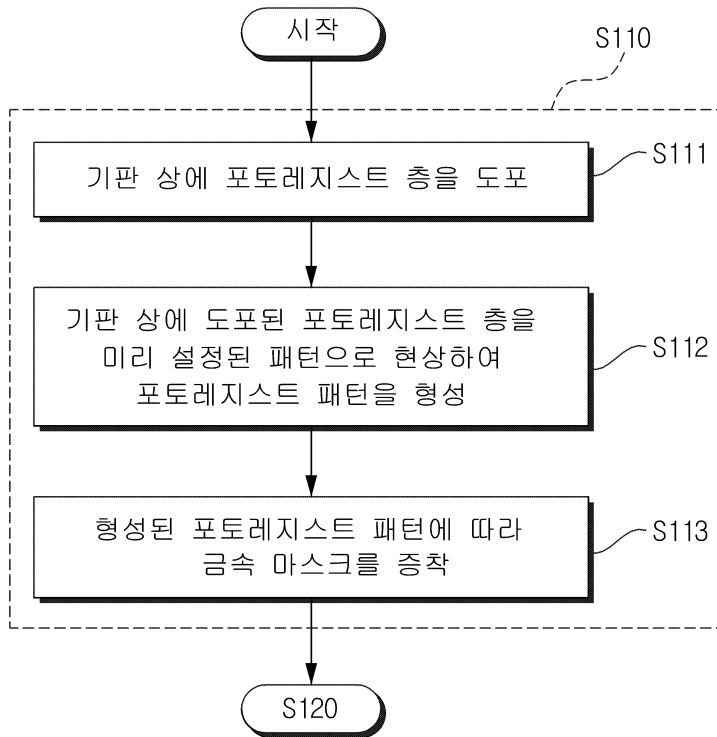 시작
S110
기판 상에 포토레지스트 층을 도포
S111
기판 상에 도포된 포토레지스트 층을
미리 설정된 패턴으로 현상하여
포토레지스트 패턴을 형성
S112
형성된 포토레지스트 패턴에 따라
금속 마스크를 증착
S113
S120